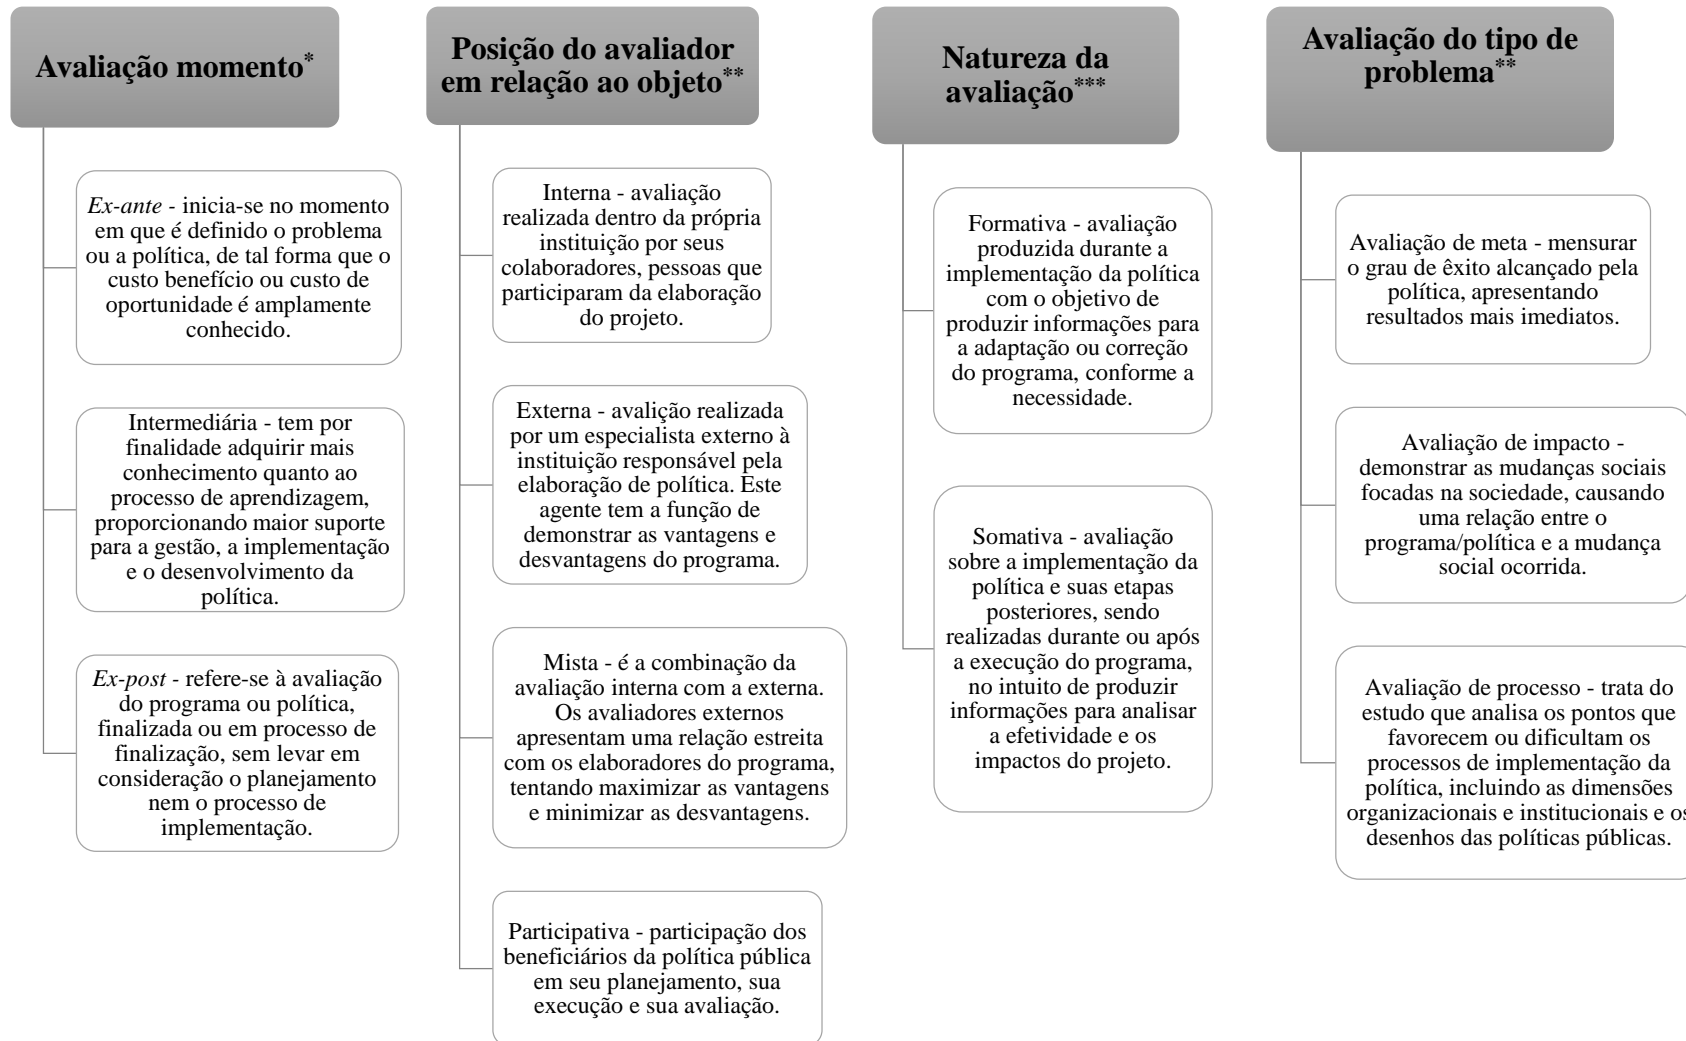 Avaliação momento*
Ex-ante - inicia-se no momento
em que é definido o problema
ou a política, de tal forma que o
custo benefício ou custo de
oportunidade é amplamente
conhecido.
Intermediária - tem por
finalidade adquirir mais
conhecimento quanto ao
processo de aprendizagem,
proporcionando maior suporte
para a gestão, a implementação
e o desenvolvimento da
política.
Ex-post - refere-se à avaliação
do programa ou política,
finalizada ou em processo de
finalização, sem levar em
consideração o planejamento
nem o processo de
implementação.
Posição do avaliador
em relação ao objeto**
Interna - avaliação
realizada dentro da própria
instituição por seus
colaboradores, pessoas que
participaram da elaboração
do projeto.
Externa - avalição realizada
por um especialista externo à
instituição responsável pela
elaboração de política. Este
agente tem a função de
demonstrar as vantagens e
desvantagens do programa.
Mista - é a combinação da
avaliação interna com a externa.
Os avaliadores externos
apresentam uma relação estreita
com os elaboradores do programa,
tentando maximizar as vantagens
e minimizar as desvantagens.
Participativa - participação dos
beneficiários da política pública
em seu planejamento, sua
execução e sua avaliação.
Natureza da
avaliação***
Formativa - avaliação
produzida durante a
implementação da política
com o objetivo de
produzir informações para
a adaptação ou correção
do programa, conforme a
necessidade.
Somativa - avaliação
sobre a implementação da
política e suas etapas
posteriores, sendo
realizadas durante ou após
a execução do programa,
no intuito de produzir
informações para analisar
a efetividade e os
impactos do projeto.
Avaliação do tipo de
problema**
Avaliação de meta - mensurar
o grau de êxito alcançado pela
política, apresentando
resultados mais imediatos.
Avaliação de impacto -
demonstrar as mudanças sociais
focadas na sociedade, causando
uma relação entre o
programa/política e a mudança
social ocorrida.
Avaliação de processo - trata do
estudo que analisa os pontos que
favorecem ou dificultam os
processos de implementação da
política, incluindo as dimensões
organizacionais e institucionais e os
desenhos das políticas públicas.